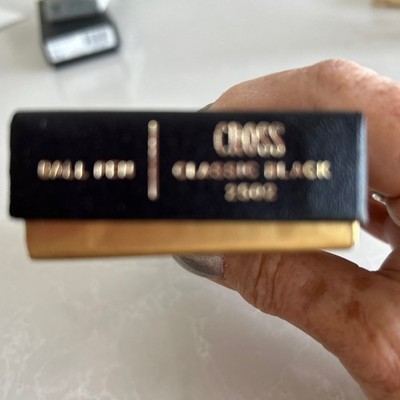 BALL PEN
CROSS
CLASSIC BLACK
2502